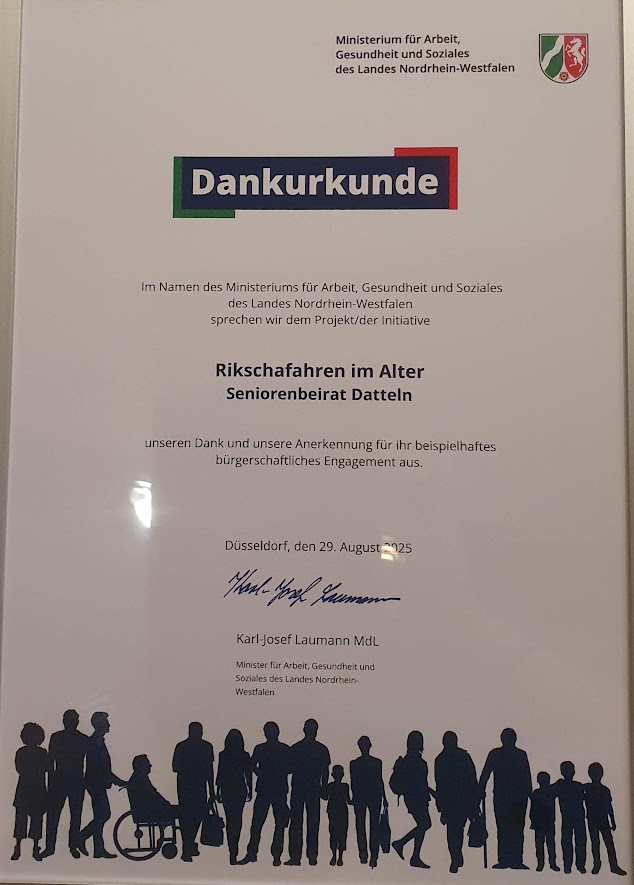 Ministerium für Arbeit,
Gesundheit und Soziales
des Landes Nordrhein-Westfalen
Dankurkunde
Im Namen des Ministeriums für Arbeit, Gesundheit und Soziales
des Landes Nordrhein-Westfalen
sprechen wir dem Projekt/der Initiative
Rikschafahren im Alter
Seniorenbeirat Datteln
unseren Dank und unsere Anerkennung für ihr beispielhaftes
bürgerschaftliches Engagement aus.
Düsseldorf, den 29. August 2025
Karl-Josef Laumann
Karl-Josef Laumann MdL
Minister für Arbeit, Gesundheit und
Soziales des Landes Nordrhein-
Westfalen